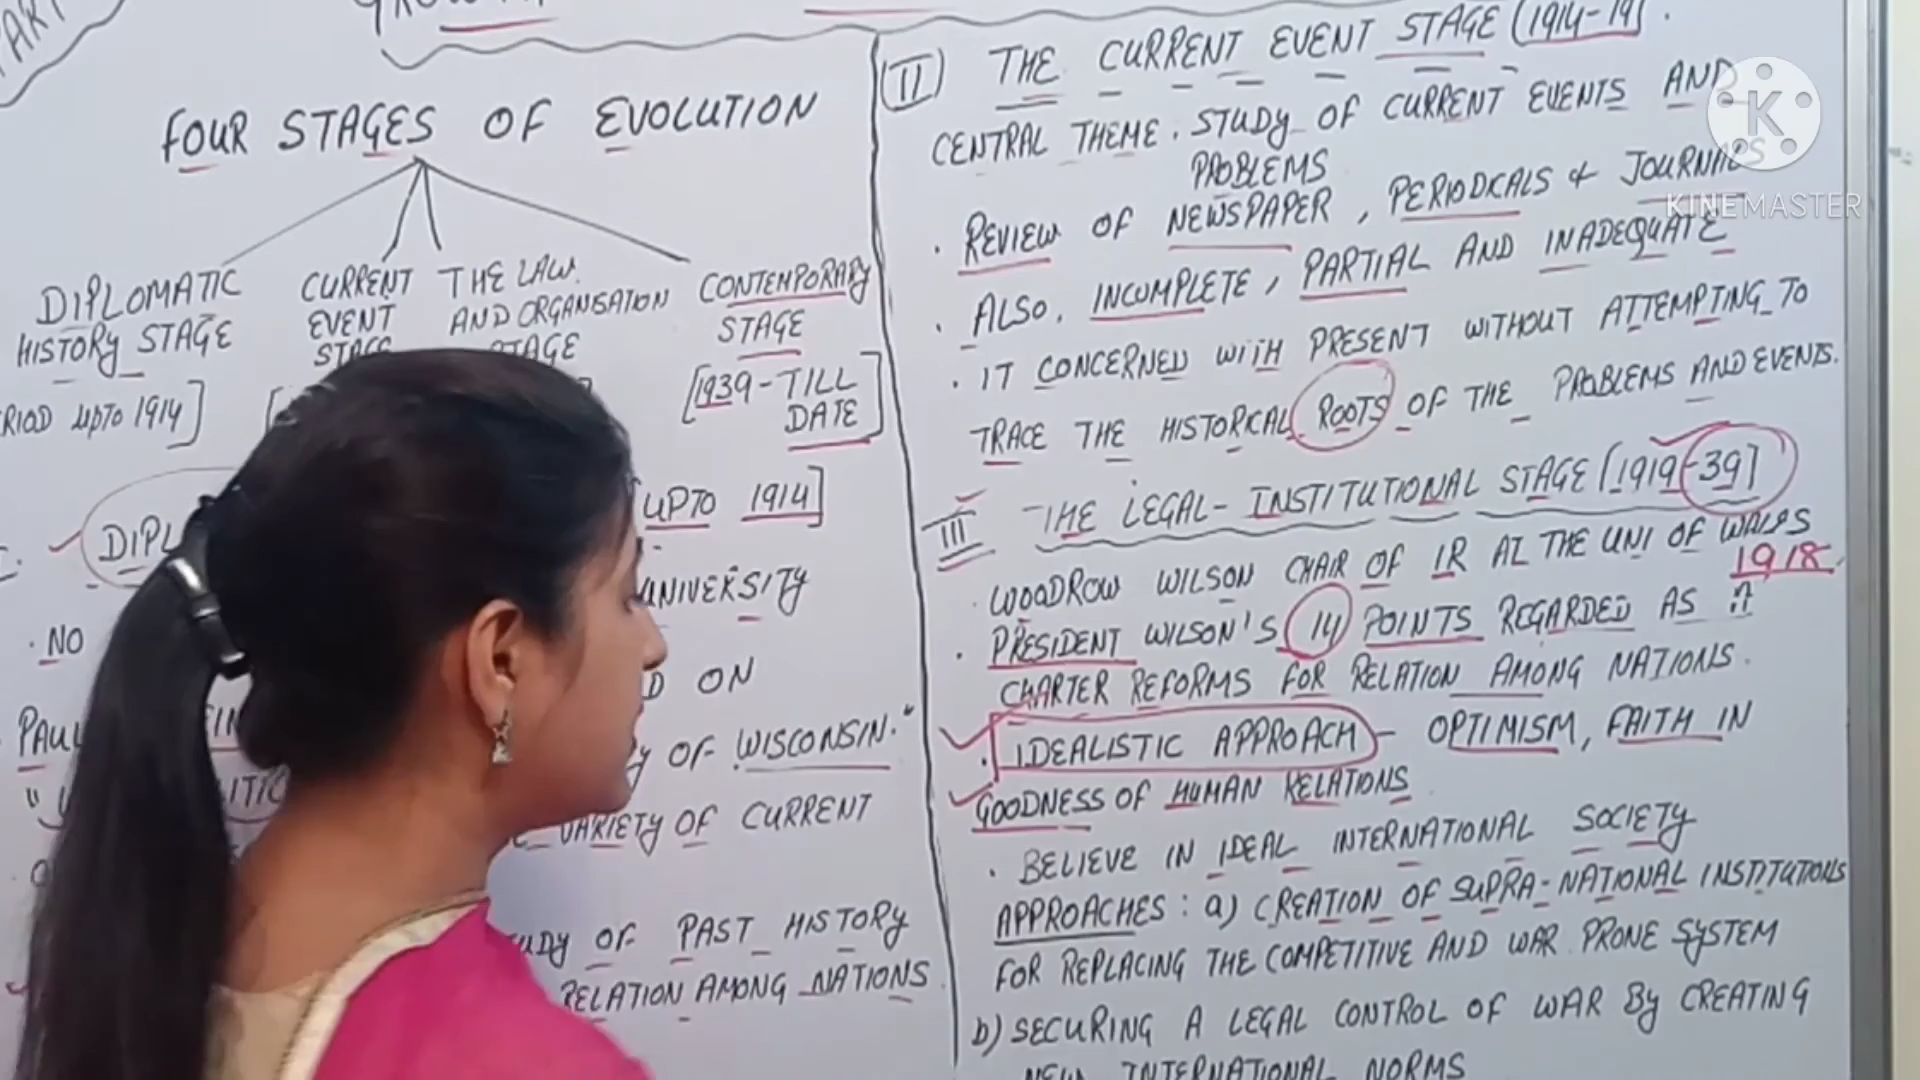 PART
FOUR STAGES OF EVOLUTION
DIPLOMATIC
HISTORY STAGE
UPTO 1914]
CURRENT
EVENT
STAGE
THE LAW
AND ORGANISATION
STAGE
CONTEMPORARY
STAGE
[1939-TILL
DATE]
UPTO 1914]
UNIVERSITY
NO
ON
PAUL
OF WISCONSIN."
VARIETY OF CURRENT
OF PAST HISTORY
RELATION AMONG NATIONS
II) THE CURRENT EVENT STAGE (1914-19]
CENTRAL THEME. STUDY OF CURRENT EVENTS AND
PROBLEMS
. REVIEW OF NEWSPAPER, PERIODICALS & JOURNALS
. ALSO, INCOMPLETE, PARTIAL AND INADEQUATE
. IT CONCERNED WITH PRESENT WITHOUT ATTEMPTING TO
TRACE THE HISTORICAL ROOTS OF THE PROBLEMS AND EVENTS.
III THE LEGAL-INSTITUTIONAL STAGE [1919-39]
. WOODROW WILSON CHAIR OF IR AT THE UNI OF WALES
1918
. PRESIDENT WILSON'S 14 POINTS REGARDED AS A
CHARTER REFORMS FOR RELATION AMONG NATIONS.
. IDEALISTIC APPROACH - OPTIMISM, FAITH IN
GOODNESS OF HUMAN RELATIONS
. BELIEVE IN IDEAL INTERNATIONAL SOCIETY
APPROACHES: a) CREATION OF SUPRA-NATIONAL INSTITUTIONS
FOR REPLACING THE COMPETITIVE AND WAR PRONE SYSTEM
b) SECURING A LEGAL CONTROL OF WAR BY CREATING
NEW INTERNATIONAL NORMS
K
KINEMASTER